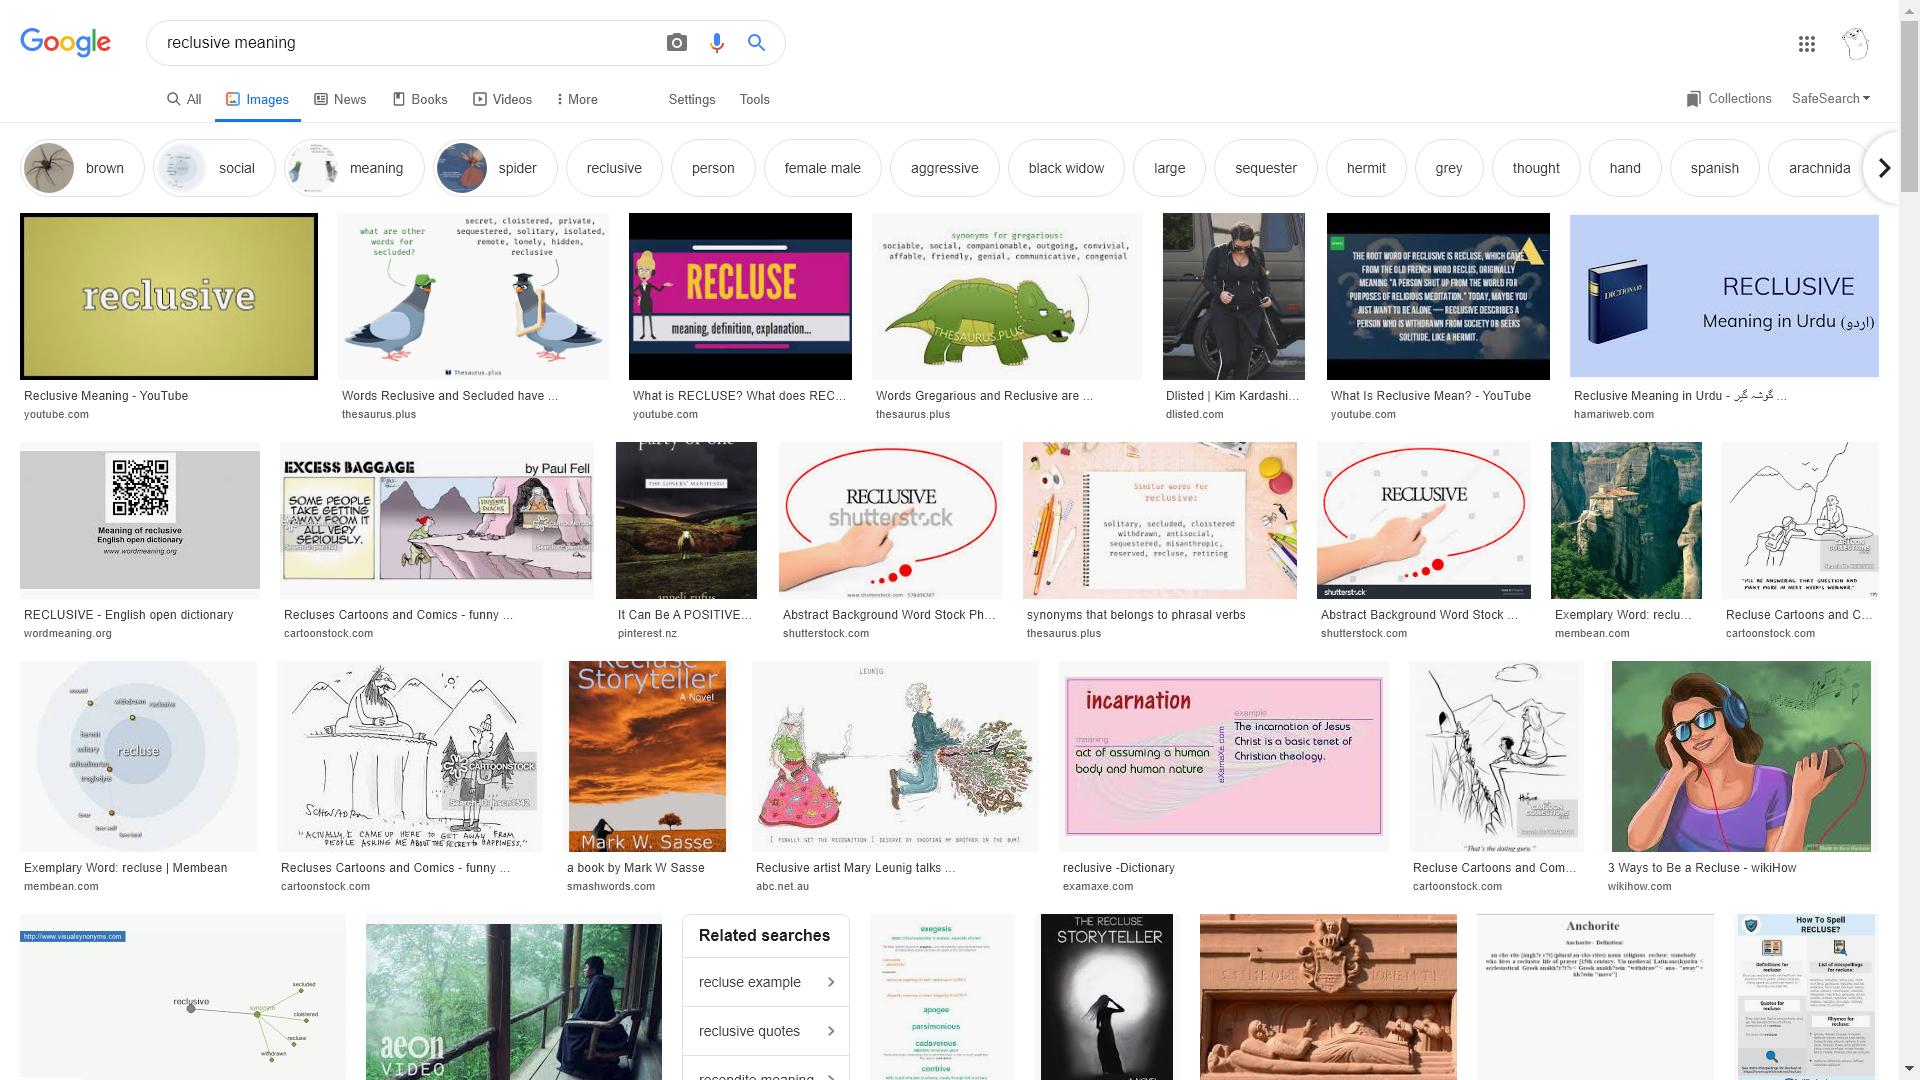 Google
reclusive meaning
All
Images
News
Books
Videos
More
Settings
Tools
Collections
SafeSearch
brown
social
meaning
spider
reclusive
person
female male
aggressive
black widow
large
sequester
hermit
grey
thought
hand
spanish
arachnida
reclusive
what are other
words for
secluded?
secret, cloistered, private,
sequestered, solitary, isolated,
remote, lonely, hidden,
reclusive
Thesaurus.plus
RECLUSE
meaning, definition, explanation...
synonyms for gregarious:
sociable, social, companionable, outgoing, convivial,
affable, friendly, genial, communicative, congenial
THESAURUS.PLUS
THE ROOT WORD OF RECLUSIVE IS RECLUSE, WHICH CAME
FROM THE OLD FRENCH WORD RECLUS, ORIGINALLY
MEANING "A PERSON SHUT UP FROM THE WORLD FOR
PURPOSES OF RELIGIOUS MEDITATION." TODAY, MAYBE YOU
JUST WANT TO BE ALONE — RECLUSIVE DESCRIBES A
PERSON WHO IS WITHDRAWN FROM SOCIETY OR SEEKS
SOLITUDE, LIKE A HERMIT.
DICTIONARY
RECLUSIVE
Meaning in Urdu (اردو)
Reclusive Meaning - YouTube
youtube.com
Words Reclusive and Secluded have ...
thesaurus.plus
What is RECLUSE? What does REC...
youtube.com
Words Gregarious and Reclusive are ...
thesaurus.plus
Dlisted | Kim Kardashi...
dlisted.com
What Is Reclusive Mean? - YouTube
youtube.com
Reclusive Meaning in Urdu - گوشہ گیر ...
hamariweb.com
Meaning of reclusive
English open dictionary
www.wordmeaning.org
EXCESS BAGGAGE
by Paul Fell
SOME PEOPLE
TAKE GETTING
AWAY FROM IT
ALL VERY
SERIOUSLY.
SOUVENIRS
SNACKS
party of one
THE LONERS' MANIFESTO
anneli rufus
RECLUSIVE
shutterstock
Similar words for
reclusive:
solitary, secluded, cloistered
withdrawn, antisocial,
sequestered, misanthropic,
reserved, recluse, retiring
RECLUSIVE
shutterstock
CARTOON
COLLECTIONS
"I'LL BE ANSWERING THAT QUESTION AND
MANY MORE IN NEXT WEEK'S WEBINAR."
RECLUSIVE - English open dictionary
wordmeaning.org
Recluses Cartoons and Comics - funny ...
cartoonstock.com
It Can Be A POSITIVE...
pinterest.nz
Abstract Background Word Stock Ph...
shutterstock.com
synonyms that belongs to phrasal verbs
thesaurus.plus
Abstract Background Word Stock ...
shutterstock.com
Exemplary Word: reclu...
membean.com
Recluse Cartoons and C...
cartoonstock.com
withdrawn
reclusive
hermit
solitary
recluse
troglodyte
CARTOONSTOCK
"ACTUALLY, I CAME UP HERE TO GET AWAY FROM
PEOPLE ASKING ME ABOUT THE SECRET TO HAPPINESS."
Recluse
Storyteller
A Novel
Mark W. Sasse
LEUNIG
I FINALLY GET THE RECOGNITION I DESERVE BY SHOOTING MY BROTHER IN THE BUM!
incarnation
meaning
act of assuming a human
body and human nature
eXamaXe.com
example
The incarnation of Jesus
Christ is a basic tenet of
Christian theology.
CARTOON
COLLECTIONS
"That's the dating guru."
Exemplary Word: recluse | Membean
membean.com
Recluses Cartoons and Comics - funny ...
cartoonstock.com
a book by Mark W Sasse
smashwords.com
Reclusive artist Mary Leunig talks ...
abc.net.au
reclusive -Dictionary
examaxe.com
Recluse Cartoons and Com...
cartoonstock.com
3 Ways to Be a Recluse - wikiHow
wikihow.com
http://www.visualsynonyms.com
reclusive
synonym
secluded
cloistered
recluse
withdrawn
aeon
VIDEO
Related searches
recluse example
reclusive quotes
recondite meaning
exegesis
apogee
parsimonious
cadaverous
contrive
THE RECLUSE
STORYTELLER
Anchorite
Anchorite - Definition:
How To Spell
RECLUSE?
Definitions for
recluse:
List of misspellings
for recluse:
Quotes for
recluse:
Rhymes for
recluse: